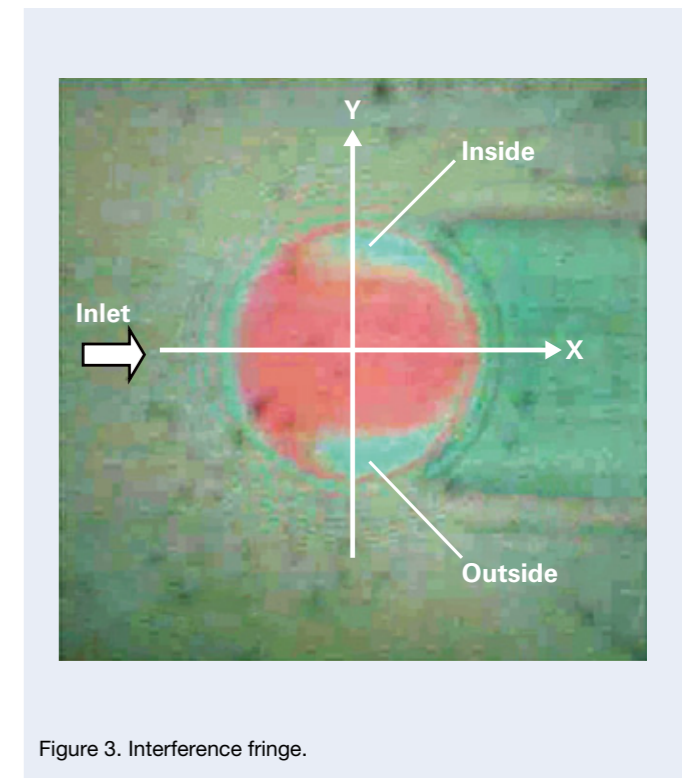 Y
Inside
Inlet
X
Outside
Figure 3. Interference fringe.